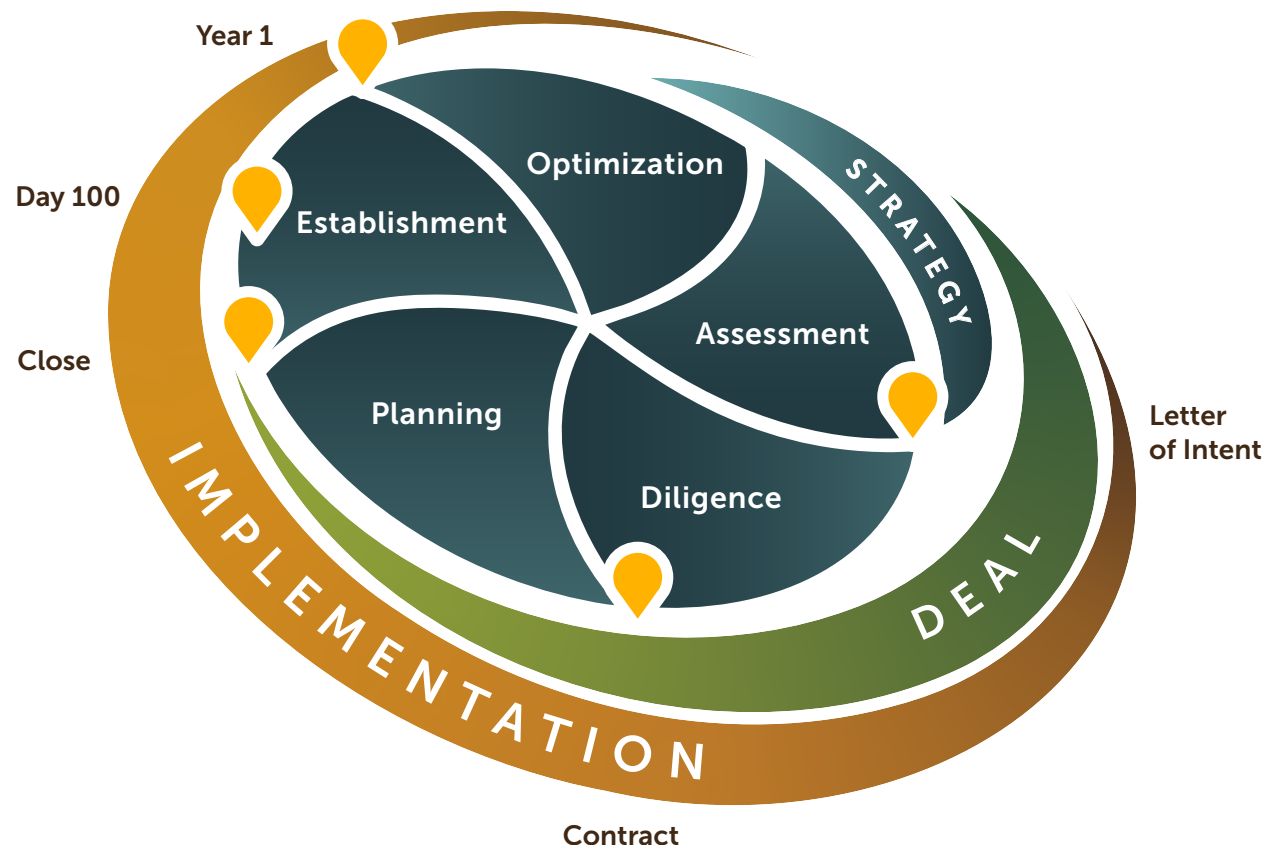 Year 1
Optimization
STRATEGY
Day 100
Establishment
Assessment
Close
Planning
Letter
of Intent
Diligence
DEAL
IMPLEMENTATION
Contract